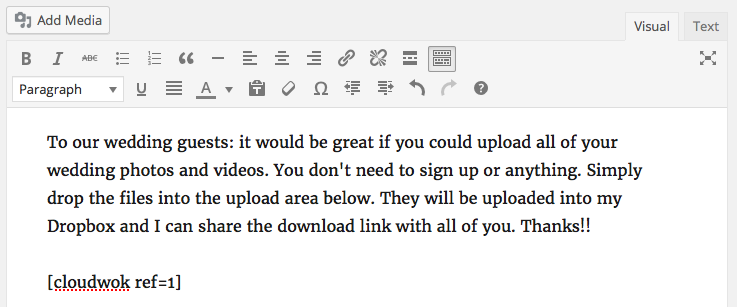 Add Media
Visual Text
B I ABC
Paragraph U A Ω ?
To our wedding guests: it would be great if you could upload all of your
wedding photos and videos. You don't need to sign up or anything. Simply
drop the files into the upload area below. They will be uploaded into my
Dropbox and I can share the download link with all of you. Thanks!!
[cloudwok ref=1]